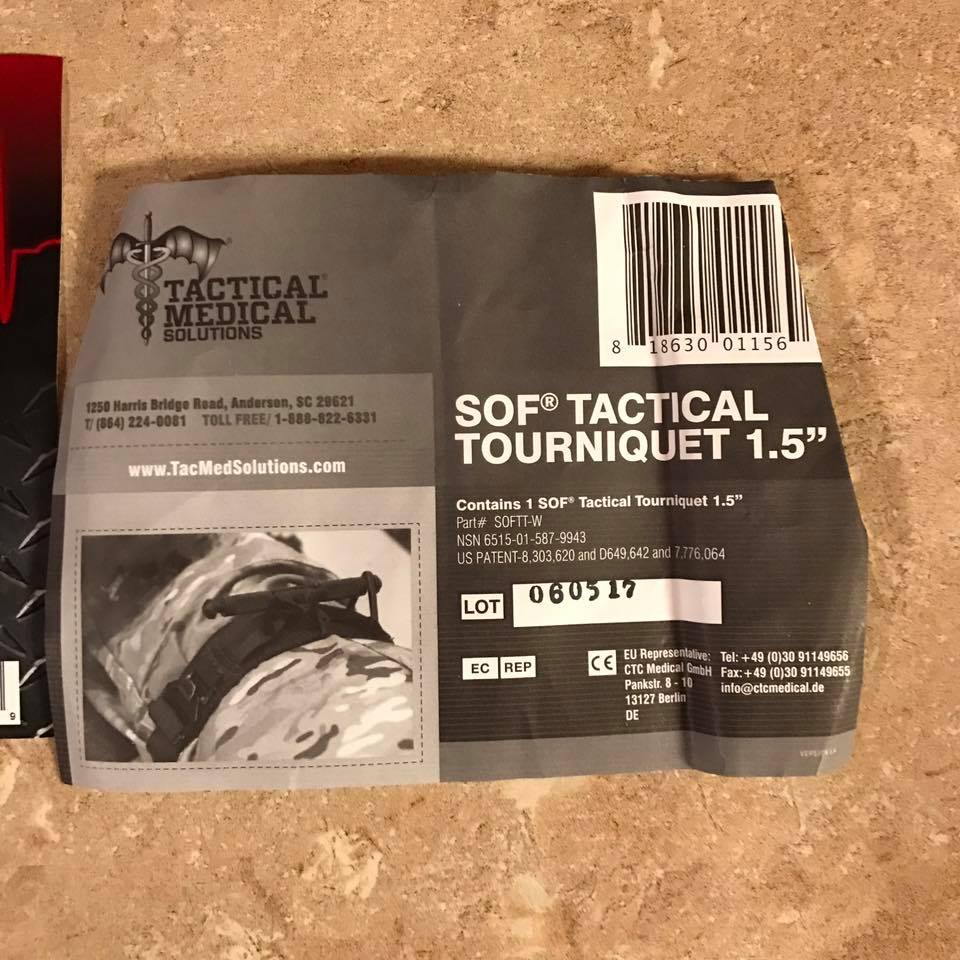 TACTICAL®
MEDICAL
SOLUTIONS
1250 Harris Bridge Road, Anderson, SC 29621
T/ (864) 224-0081 TOLL FREE/ 1-888-822-6331
www.TacMedSolutions.com
8 18630 01156
SOF® TACTICAL
TOURNIQUET 1.5”
Contains 1 SOF® Tactical Tourniquet 1.5”
Part# SOFTT-W
NSN 6515-01-587-9943
US PATENT-8,303,620 and D649,642 and 7,776,064
LOT 060517
EC REP
CE
EU Representative:
CTC Medical GmbH
Pankstr. 8 - 10
13127 Berlin
DE
Tel: +49 (0)30 91149656
Fax: +49 (0)30 91149655
info@ctcmedical.de
9